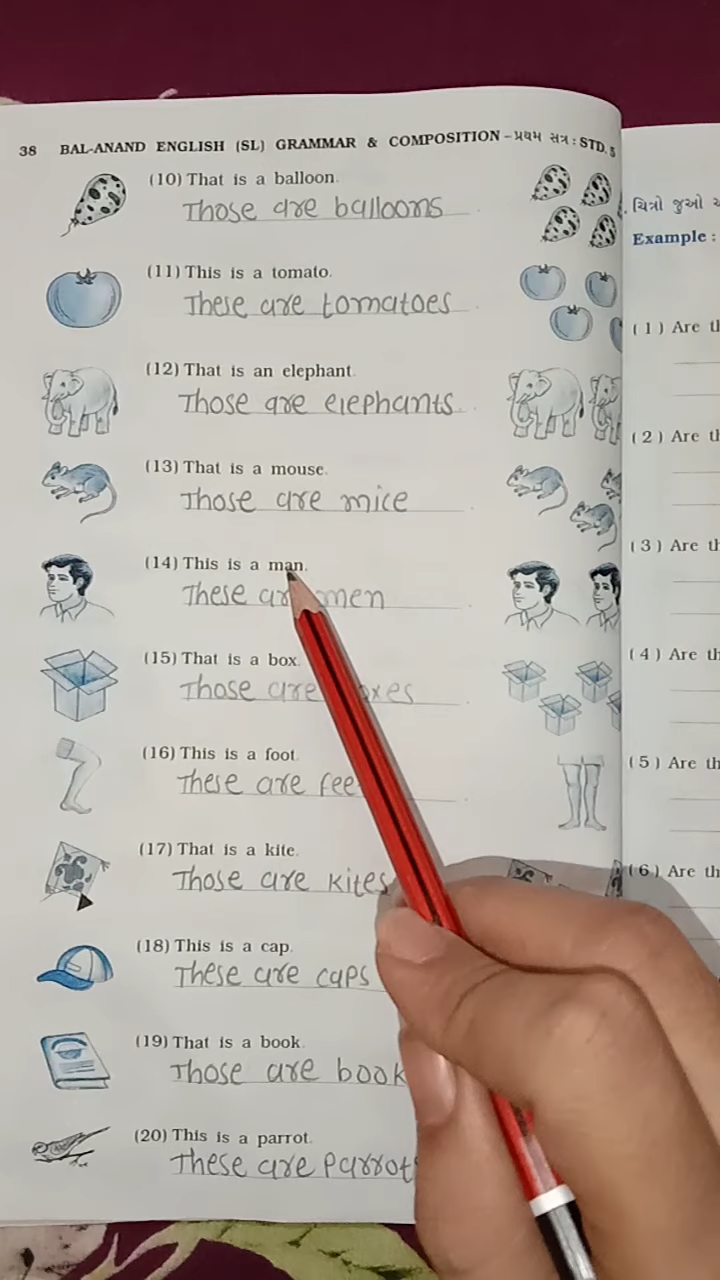 38 BAL-ANAND ENGLISH (SL) GRAMMAR & COMPOSITION – પ્રથમ સત્ર : STD. 5
(10) That is a balloon.
Those are balloons
(11) This is a tomato.
These are tomatoes
(12) That is an elephant.
Those are elephants
(13) That is a mouse.
Those are mice
(14) This is a man.
These are men
(15) That is a box.
Those are
(16) This is a foot.
These are
(17) That is a kite.
Those are kites
(18) This is a cap.
These are caps
(19) That is a book.
Those are book
(20) This is a parrot.
These are parrot
ચિત્રો જુઓ
Example :
(1) Are
(2) Are
(3) Are
(4) Are
(5) Are
(6) Are